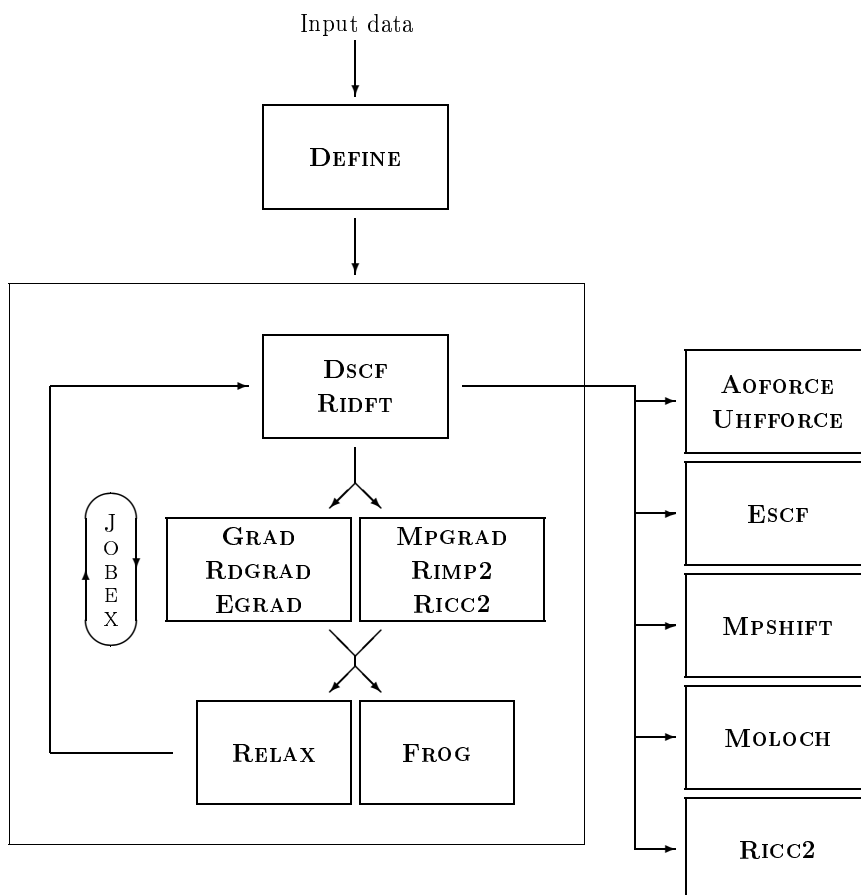 Input data
DEFINE
DSCF
RIDFT
AOFORCE
UHFFORCE
ESCF
J
O
B
E
X
GRAD
RDGRAD
EGRAD
MPGRAD
RIMP2
RICC2
MPSHIFT
RELAX
FROG
MOLOCH
RICC2